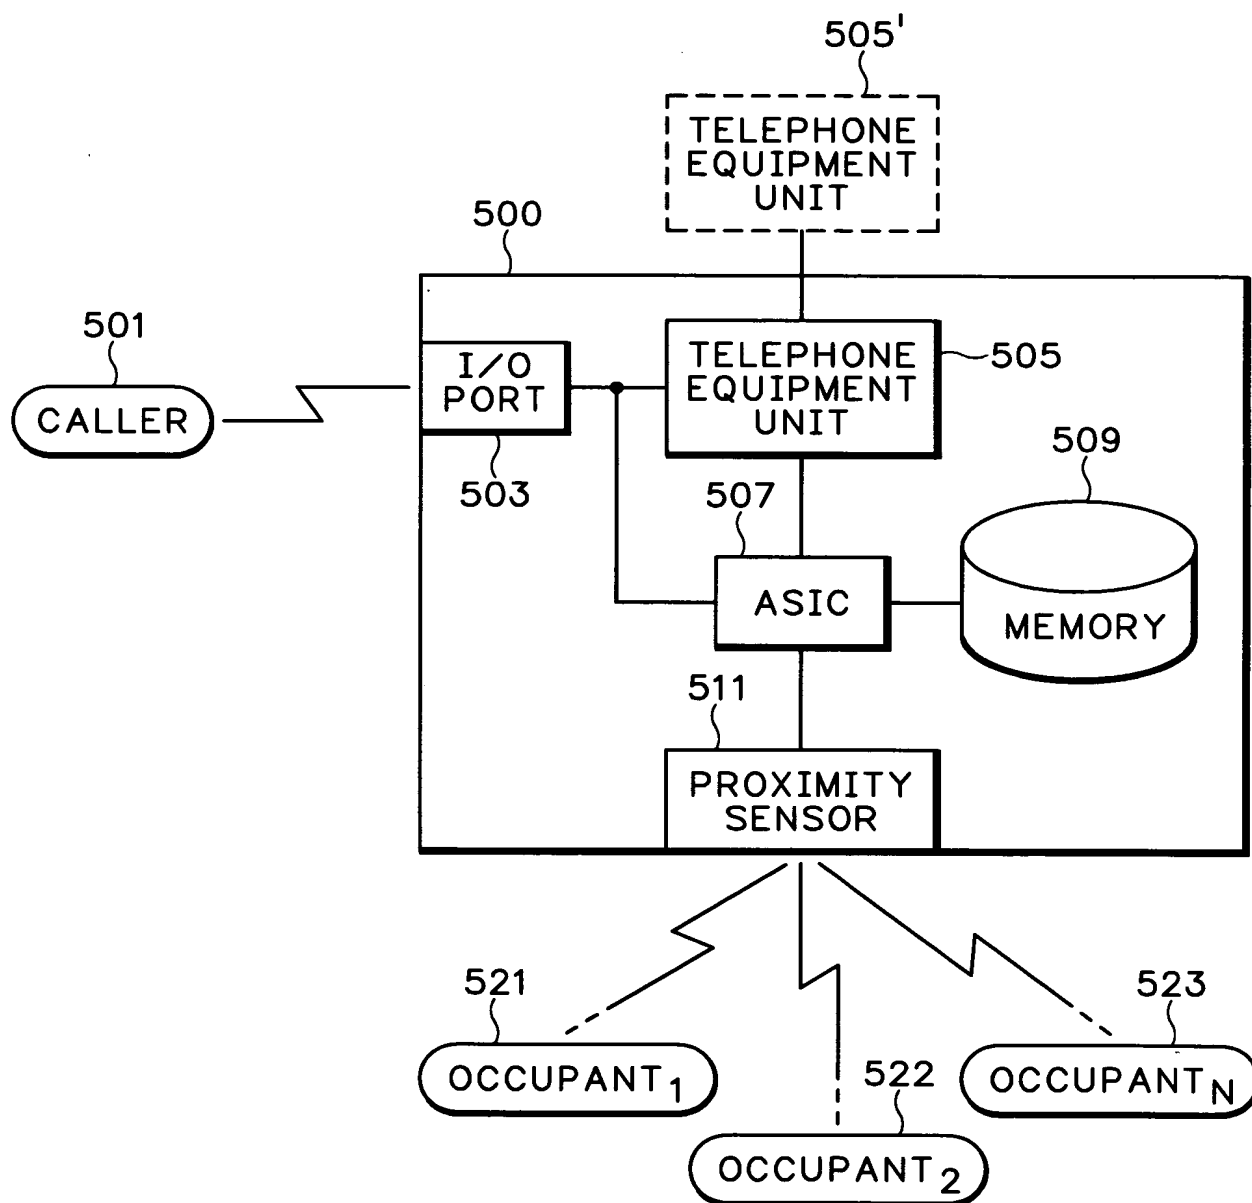 505'
TELEPHONE
EQUIPMENT
UNIT
500
501
CALLER
I/O
PORT
503
TELEPHONE
EQUIPMENT
UNIT
505
507
ASIC
509
MEMORY
511
PROXIMITY
SENSOR
521
OCCUPANT1
522
OCCUPANT2
523
OCCUPANTN